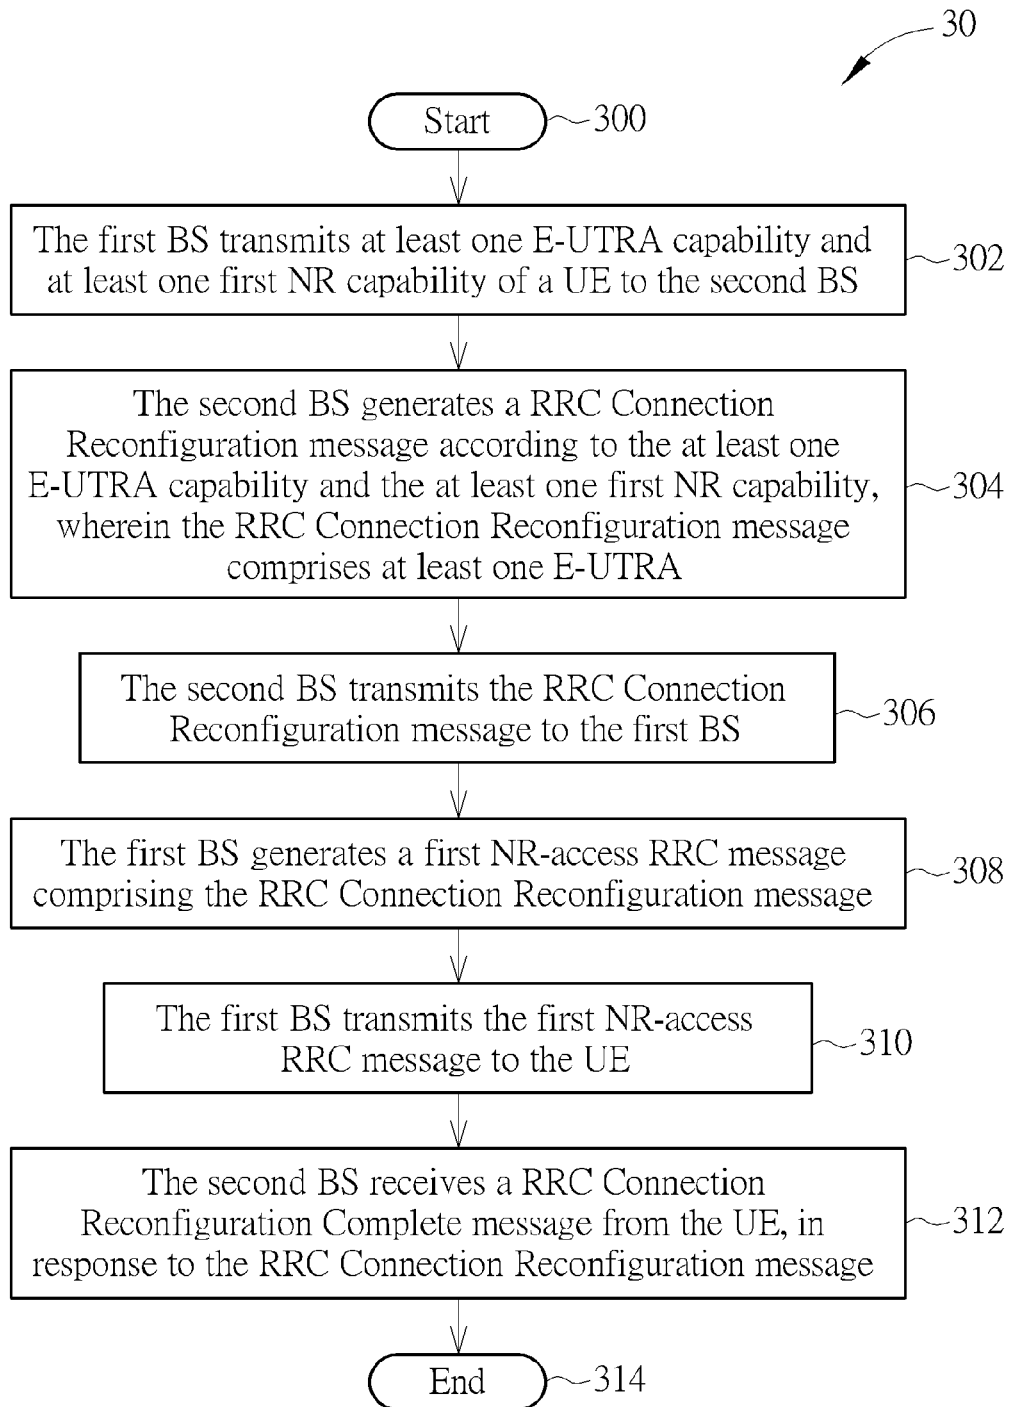 30
Start
300
The first BS transmits at least one E-UTRA capability and
at least one first NR capability of a UE to the second BS
302
The second BS generates a RRC Connection
Reconfiguration message according to the at least one
E-UTRA capability and the at least one first NR capability,
wherein the RRC Connection Reconfiguration message
comprises at least one E-UTRA
304
The second BS transmits the RRC Connection
Reconfiguration message to the first BS
306
The first BS generates a first NR-access RRC message
comprising the RRC Connection Reconfiguration message
308
The first BS transmits the first NR-access
RRC message to the UE
310
The second BS receives a RRC Connection
Reconfiguration Complete message from the UE, in
response to the RRC Connection Reconfiguration message
312
End
314